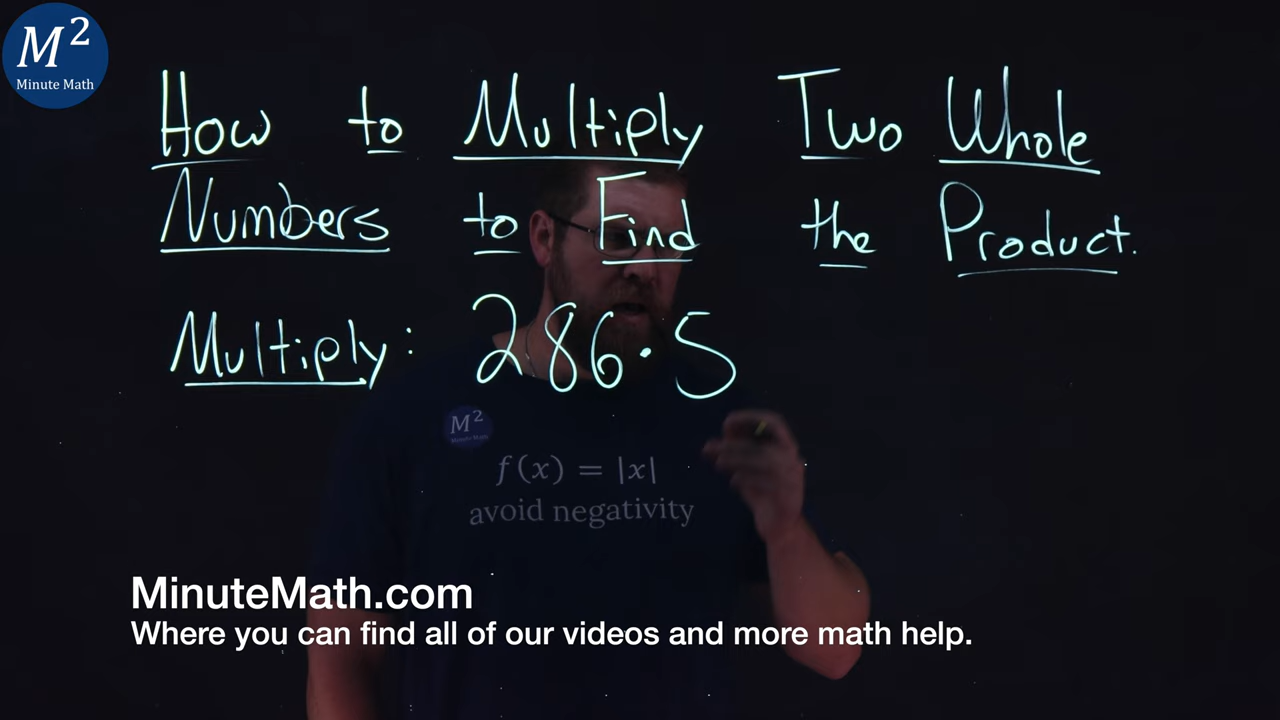 M²
Minute Math
How to Multiply Two Whole
Numbers to Find the Product.
Multiply: 286·5
M²
Minute Math
f(x) = |x|
avoid negativity
MinuteMath.com
Where you can find all of our videos and more math help.